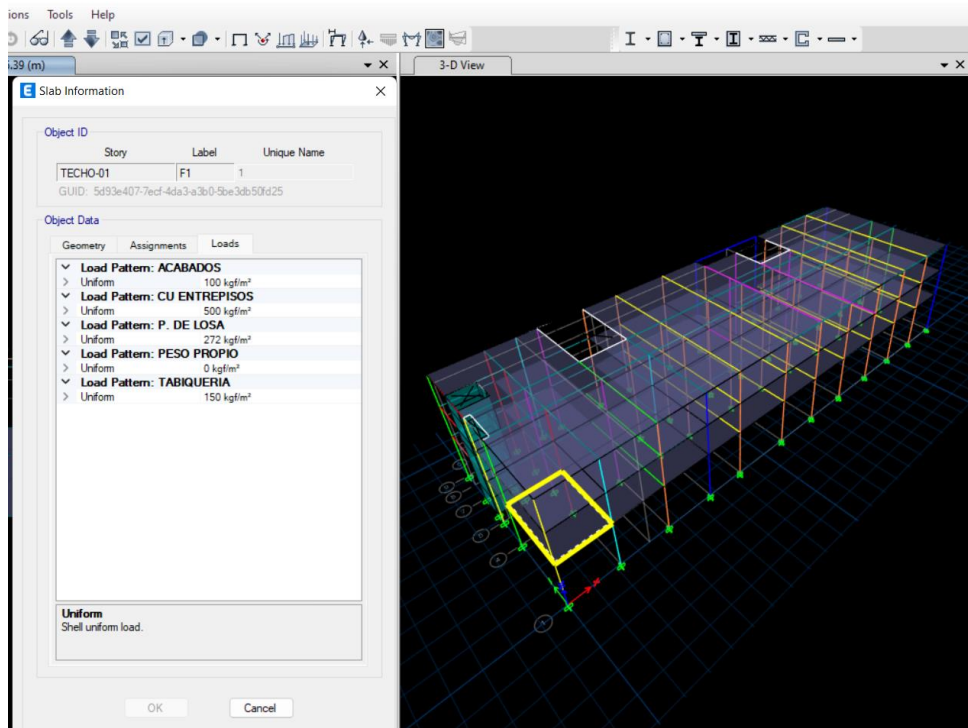 ions Tools Help
5.39 (m)
3-D View
Slab Information
Object ID
Story Label Unique Name
TECHO-01 F1 1
GUID: 5d93e407-7ecf-4da3-a3b0-5be3db50fd25
Object Data
Geometry Assignments Loads
Load Pattern: ACABADOS
Uniform 100 kgf/m²
Load Pattern: CU ENTREPISOS
Uniform 500 kgf/m²
Load Pattern: P. DE LOSA
Uniform 272 kgf/m²
Load Pattern: PESO PROPIO
Uniform 0 kgf/m²
Load Pattern: TABIQUERIA
Uniform 150 kgf/m²
Uniform
Shell uniform load.
OK Cancel